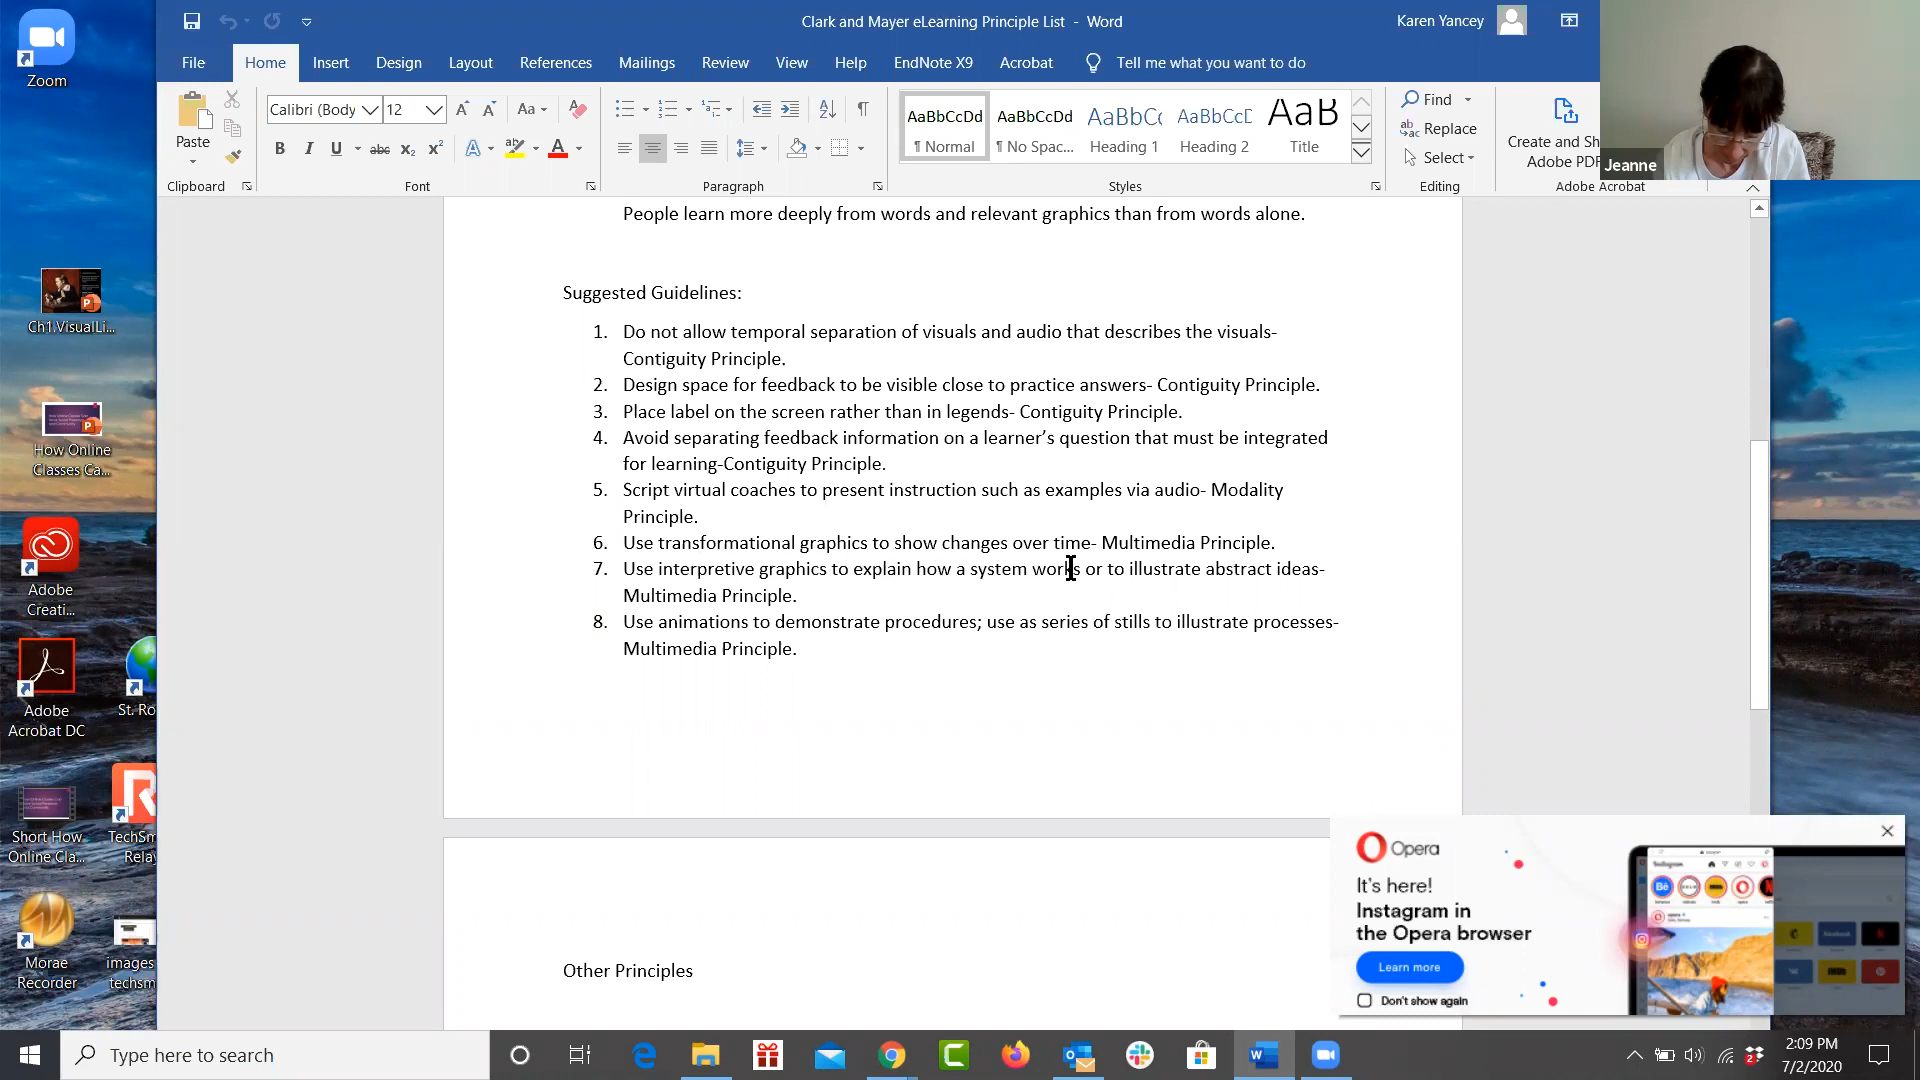 Clark and Mayer eLearning Principle List - Word
Karen Yancey
File Home Insert Design Layout References Mailings Review View Help EndNote X9 Acrobat Tell me what you want to do
Paste
Clipboard
Calibri (Body 12
Font
Paragraph
AaBbCcDd AaBbCcDd AaBbCc AaBbCcD AaB
¶ Normal ¶ No Spac... Heading 1 Heading 2 Title
Styles
Find
Replace
Select
Editing
Create and Sh
Adobe PDF
Adobe Acrobat
Jeanne
People learn more deeply from words and relevant graphics than from words alone.
Suggested Guidelines:
1. Do not allow temporal separation of visuals and audio that describes the visuals-
Contiguity Principle.
2. Design space for feedback to be visible close to practice answers- Contiguity Principle.
3. Place label on the screen rather than in legends- Contiguity Principle.
4. Avoid separating feedback information on a learner’s question that must be integrated
for learning-Contiguity Principle.
5. Script virtual coaches to present instruction such as examples via audio- Modality
Principle.
6. Use transformational graphics to show changes over time- Multimedia Principle.
7. Use interpretive graphics to explain how a system works or to illustrate abstract ideas-
Multimedia Principle.
8. Use animations to demonstrate procedures; use as series of stills to illustrate processes-
Multimedia Principle.
Other Principles
Zoom
Ch1.VisualLi...
How Online
Classes Ca...
Adobe
Creati...
Adobe
Acrobat DC
St. Ro
Short How
Online Cla...
TechSm
Rela
Morae
Recorder
images
techsm
Opera
It's here!
Instagram in
the Opera browser
Learn more
Don't show again
Type here to search
2:09 PM
7/2/2020